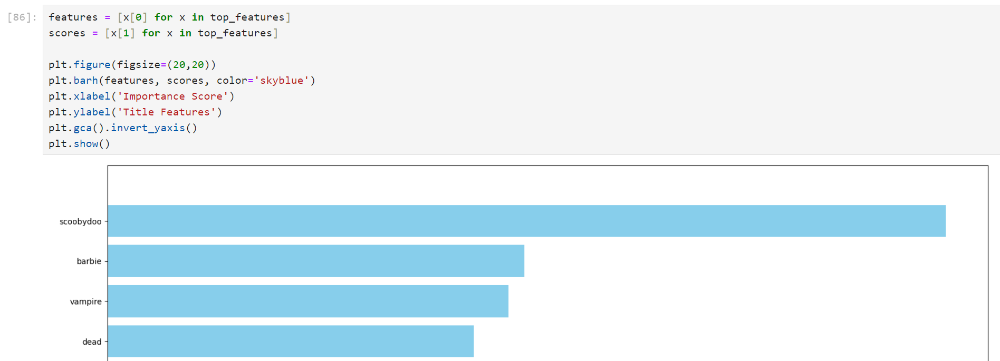 [86]: features = [x[0] for x in top_features]
scores = [x[1] for x in top_features]
plt.figure(figsize=(20,20))
plt.barh(features, scores, color='skyblue')
plt.xlabel('Importance Score')
plt.ylabel('Title Features')
plt.gca().invert_yaxis()
plt.show()
scoobydoo
barbie
vampire
dead